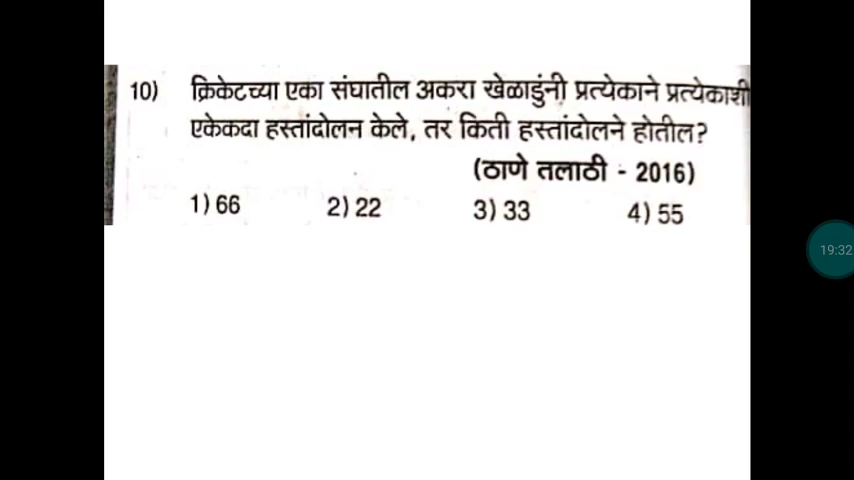 10) क्रिकेटच्या एका संघातील अकरा खेळाडुंनी प्रत्येकाने प्रत्येकाशी
एकेकदा हस्तांदोलन केले, तर किती हस्तांदोलने होतील?
(ठाणे तलाठी - 2016)
1) 66 2) 22 3) 33 4) 55
19:32